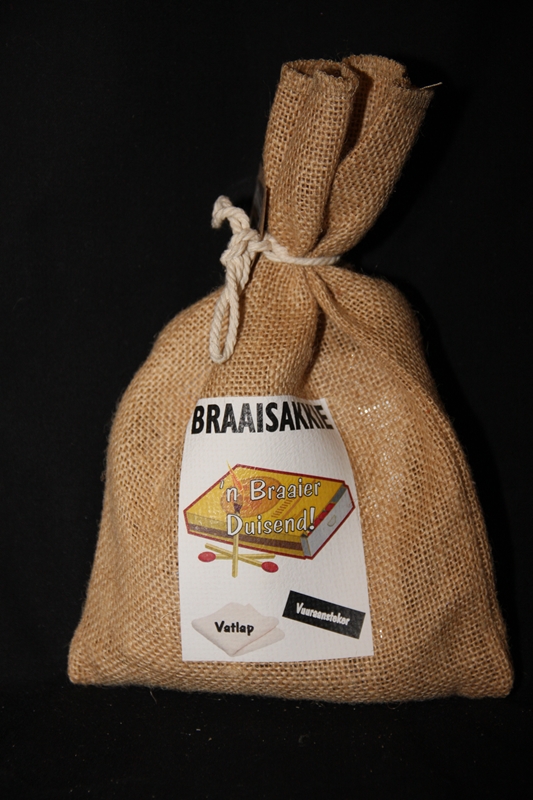 BRAAISAKKIE
'n Braaier
Duisend!
Vuuraansteker
Vatlap